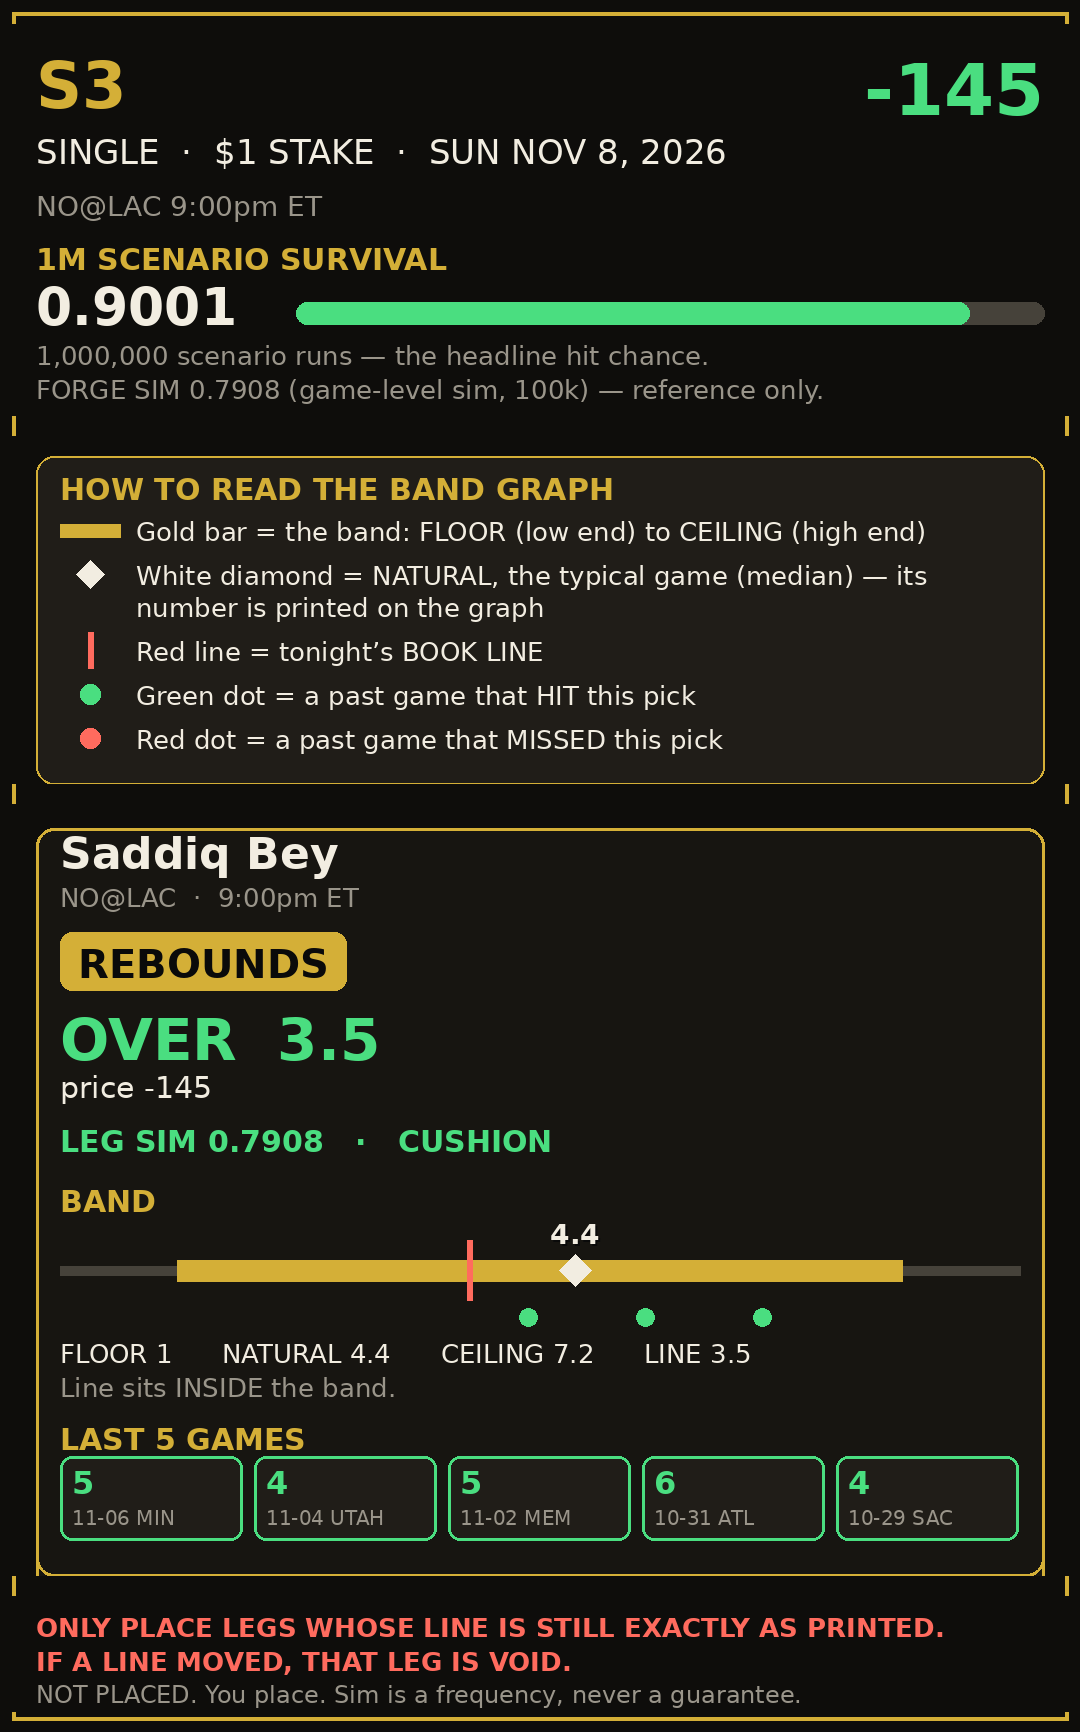 S3
-145
SINGLE · $1 STAKE · SUN NOV 8, 2026
NO@LAC 9:00pm ET
1M SCENARIO SURVIVAL
0.9001
1,000,000 scenario runs — the headline hit chance.
FORGE SIM 0.7908 (game-level sim, 100k) — reference only.
HOW TO READ THE BAND GRAPH
Gold bar = the band: FLOOR (low end) to CEILING (high end)
White diamond = NATURAL, the typical game (median) — its
number is printed on the graph
Red line = tonight’s BOOK LINE
Green dot = a past game that HIT this pick
Red dot = a past game that MISSED this pick
Saddiq Bey
NO@LAC · 9:00pm ET
REBOUNDS
OVER 3.5
price -145
LEG SIM 0.7908 · CUSHION
BAND
4.4
FLOOR 1 NATURAL 4.4 CEILING 7.2 LINE 3.5
Line sits INSIDE the band.
LAST 5 GAMES
5 4 5 6 4
11-06 MIN 11-04 UTAH 11-02 MEM 10-31 ATL 10-29 SAC
ONLY PLACE LEGS WHOSE LINE IS STILL EXACTLY AS PRINTED.
IF A LINE MOVED, THAT LEG IS VOID.
NOT PLACED. You place. Sim is a frequency, never a guarantee.